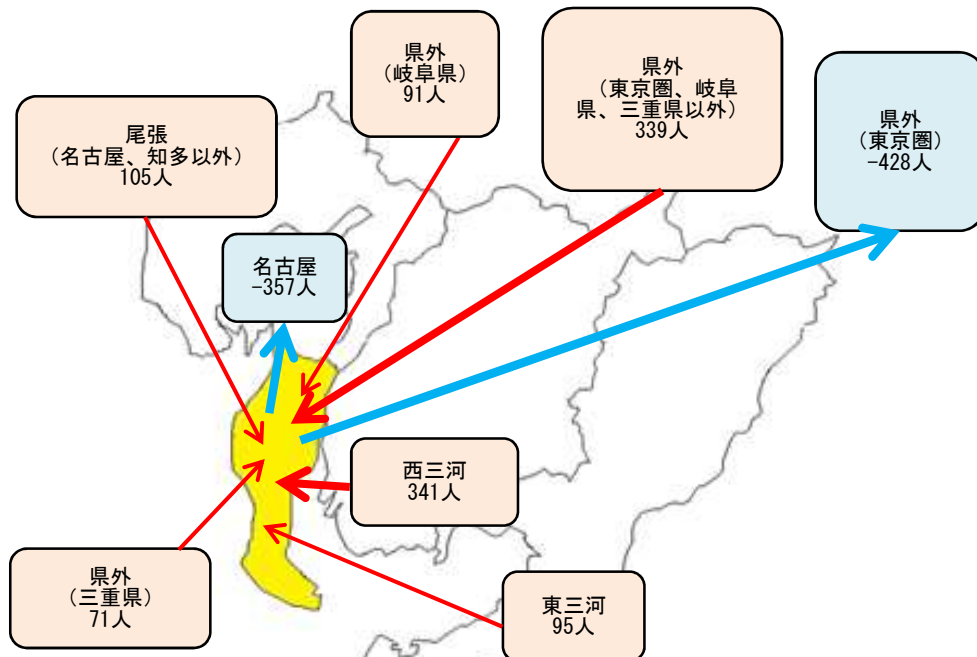 県外
（岐阜県）
91人
県外
（東京圏、岐阜
県、三重県以外）
339人
県外
（東京圏）
-428人
尾張
（名古屋、知多以外）
105人
名古屋
-357人
西三河
341人
県外
（三重県）
71人
東三河
95人